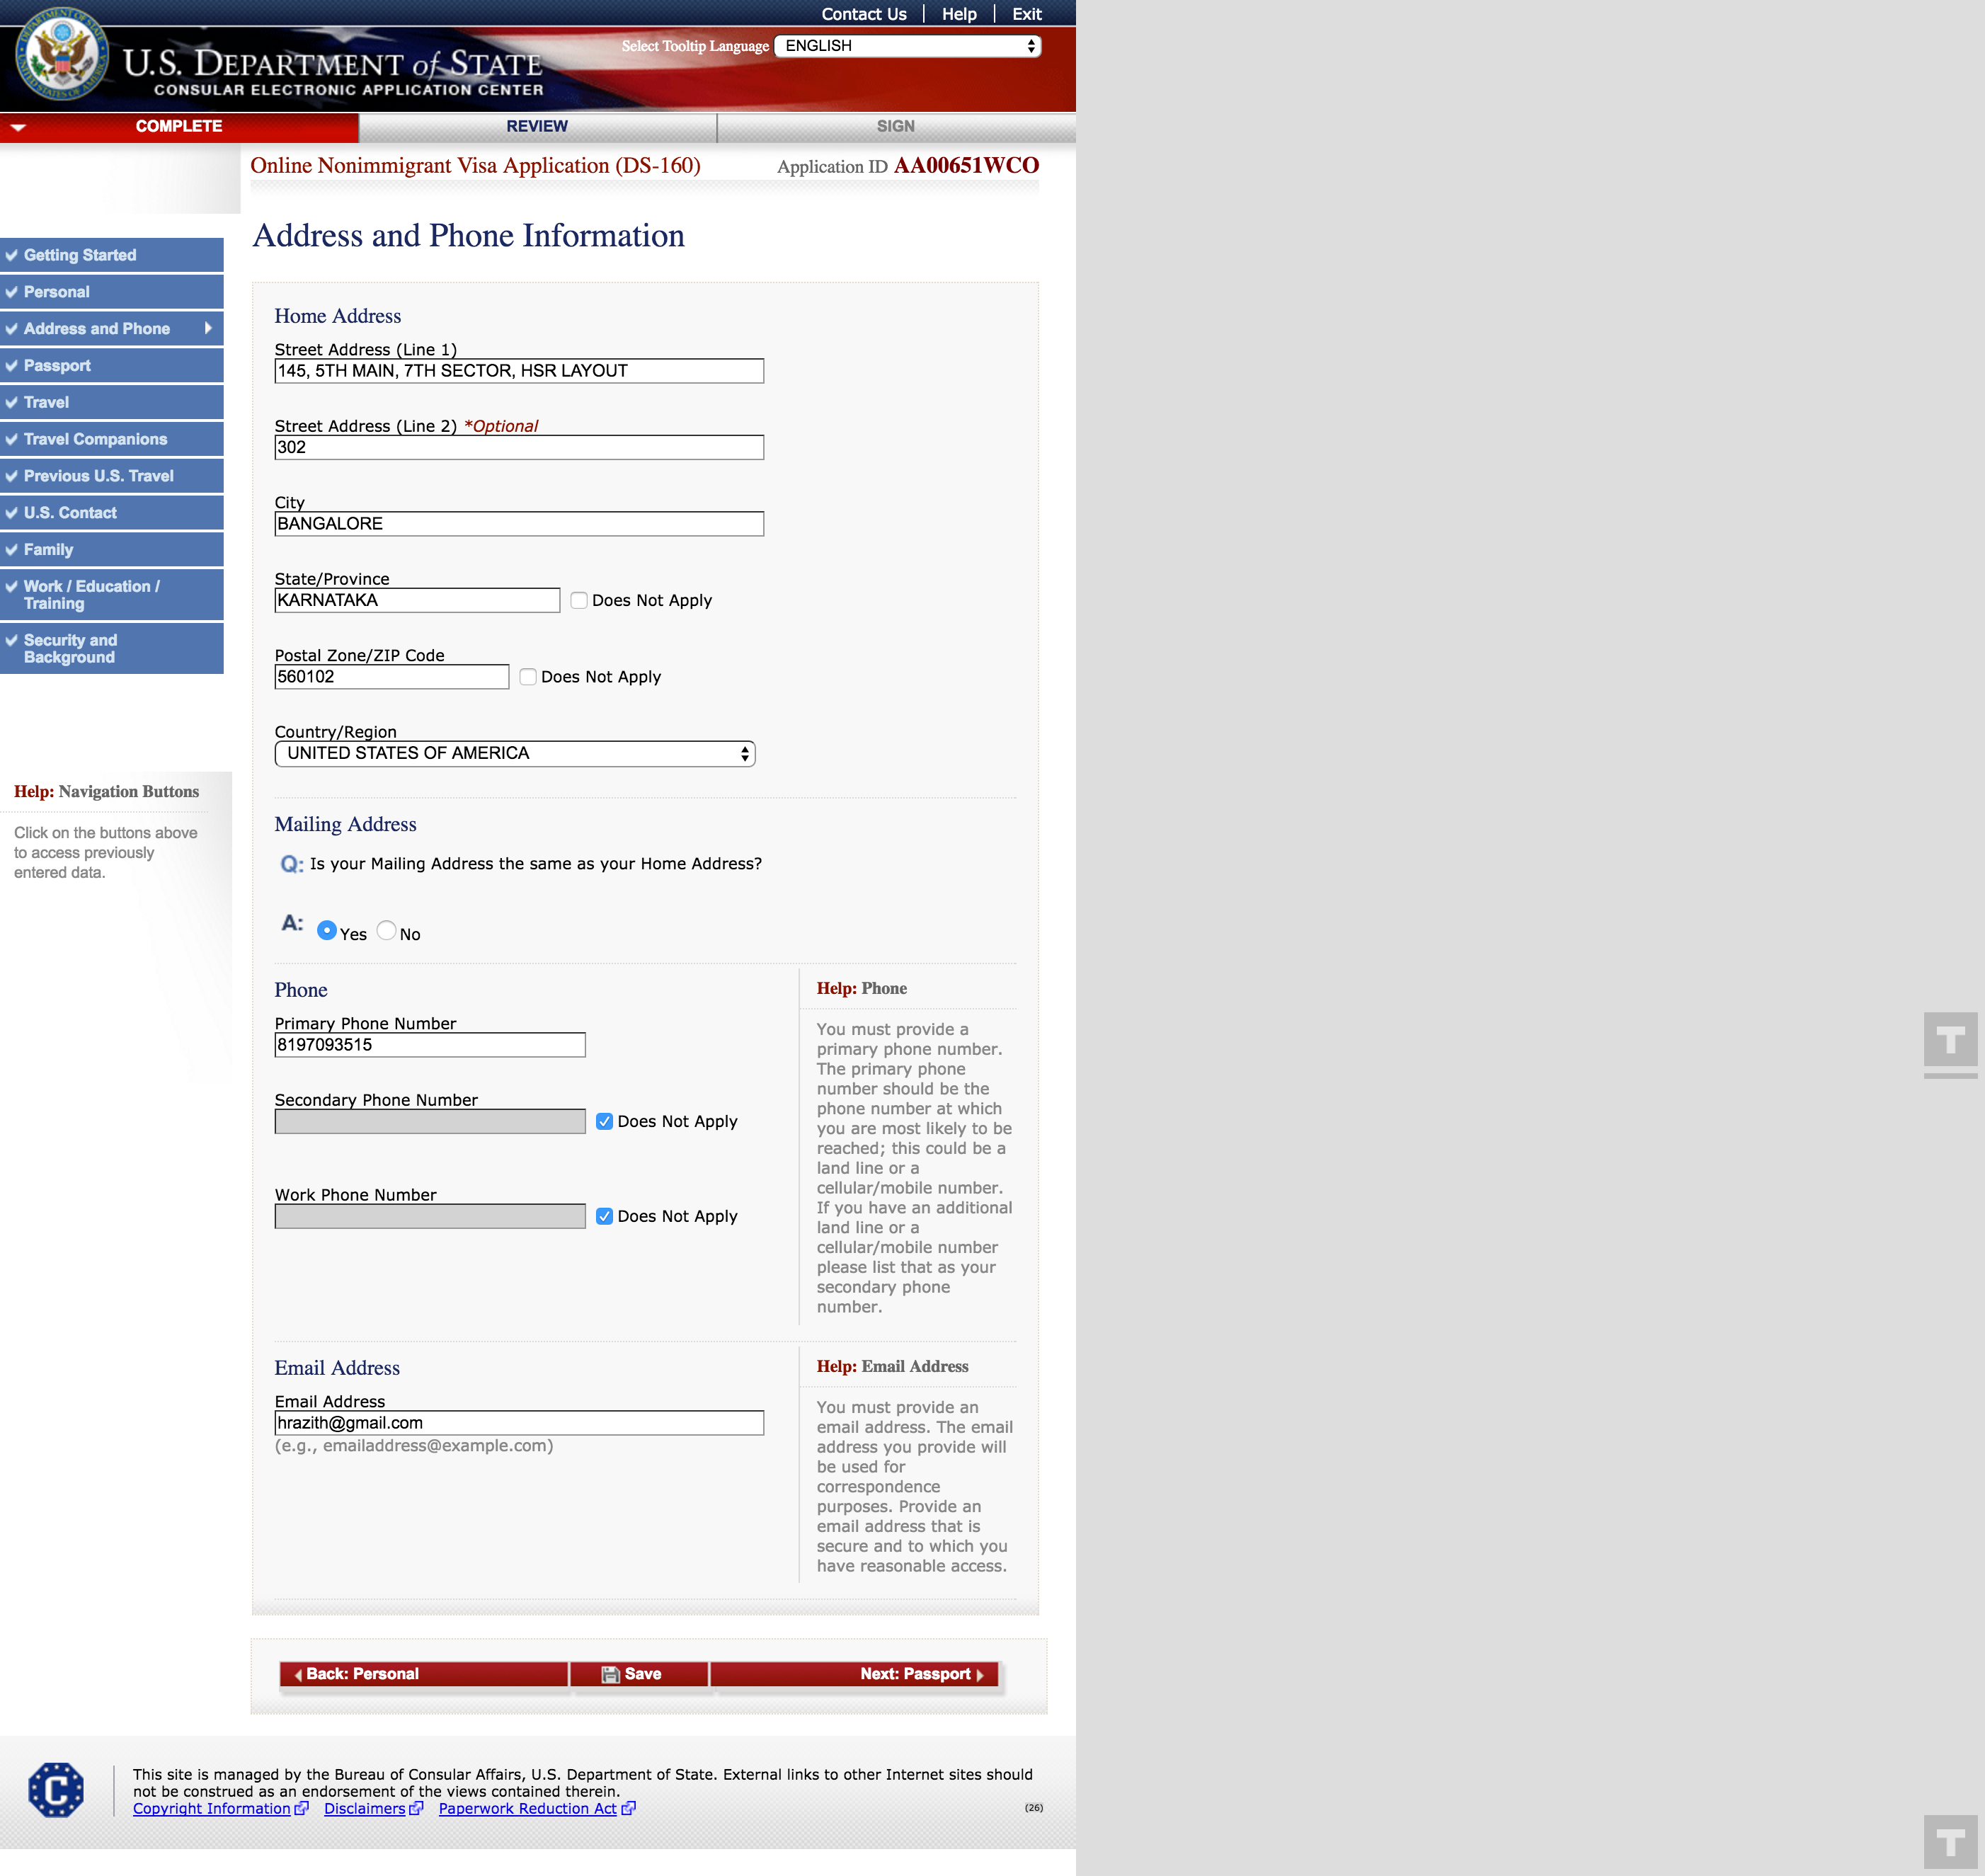 Contact Us | Help | Exit
Select Tooltip Language ENGLISH
U.S. DEPARTMENT of STATE
CONSULAR ELECTRONIC APPLICATION CENTER
COMPLETE REVIEW SIGN
Online Nonimmigrant Visa Application (DS-160) Application ID AA00651WCO
Address and Phone Information
Getting Started
Personal
Address and Phone
Passport
Travel
Travel Companions
Previous U.S. Travel
U.S. Contact
Family
Work / Education /
Training
Security and
Background
Help: Navigation Buttons
Click on the buttons above
to access previously
entered data.
Home Address
Street Address (Line 1)
145, 5TH MAIN, 7TH SECTOR, HSR LAYOUT
Street Address (Line 2) *Optional
302
City
BANGALORE
State/Province
KARNATAKA Does Not Apply
Postal Zone/ZIP Code
560102 Does Not Apply
Country/Region
UNITED STATES OF AMERICA
Mailing Address
Q: Is your Mailing Address the same as your Home Address?
A: Yes No
Phone
Primary Phone Number
8197093515
Secondary Phone Number
Does Not Apply
Work Phone Number
Does Not Apply
Help: Phone
You must provide a
primary phone number.
The primary phone
number should be the
phone number at which
you are most likely to be
reached; this could be a
land line or a
cellular/mobile number.
If you have an additional
land line or a
cellular/mobile number
please list that as your
secondary phone
number.
Email Address
Email Address
hrazith@gmail.com
(e.g., emailaddress@example.com)
Help: Email Address
You must provide an
email address. The email
address you provide will
be used for
correspondence
purposes. Provide an
email address that is
secure and to which you
have reasonable access.
Back: Personal Save Next: Passport
C
This site is managed by the Bureau of Consular Affairs, U.S. Department of State. External links to other Internet sites should
not be construed as an endorsement of the views contained therein.
Copyright Information Disclaimers Paperwork Reduction Act (26)
T
T